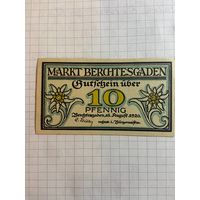 MARKT BERCHTESGADEN
Gutschein über
10
PFENNIG
Berchtesgaden, 15. August 1920.